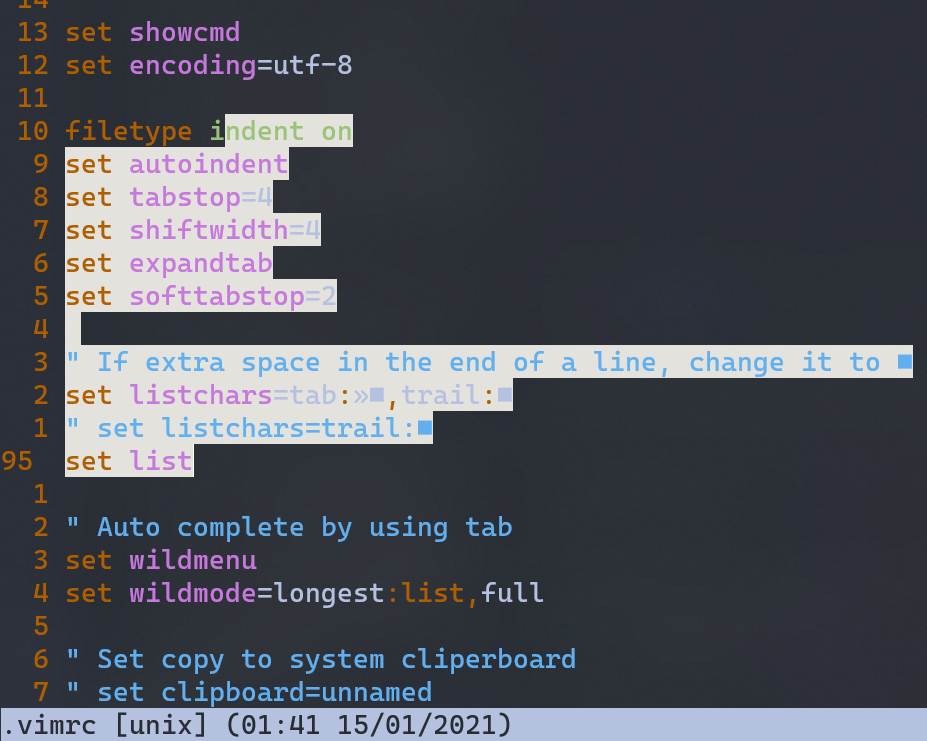 14
13 set showcmd
12 set encoding=utf-8
11
10 filetype indent on
9 set autoindent
8 set tabstop=4
7 set shiftwidth=4
6 set expandtab
5 set softtabstop=2
4
3 " If extra space in the end of a line, change it to ■
2 set listchars=tab:»■,trail:■
1 " set listchars=trail:■
95 set list
1
2 " Auto complete by using tab
3 set wildmenu
4 set wildmode=longest:list,full
5
6 " Set copy to system cliperboard
7 " set clipboard=unnamed
.vimrc [unix] (01:41 15/01/2021)